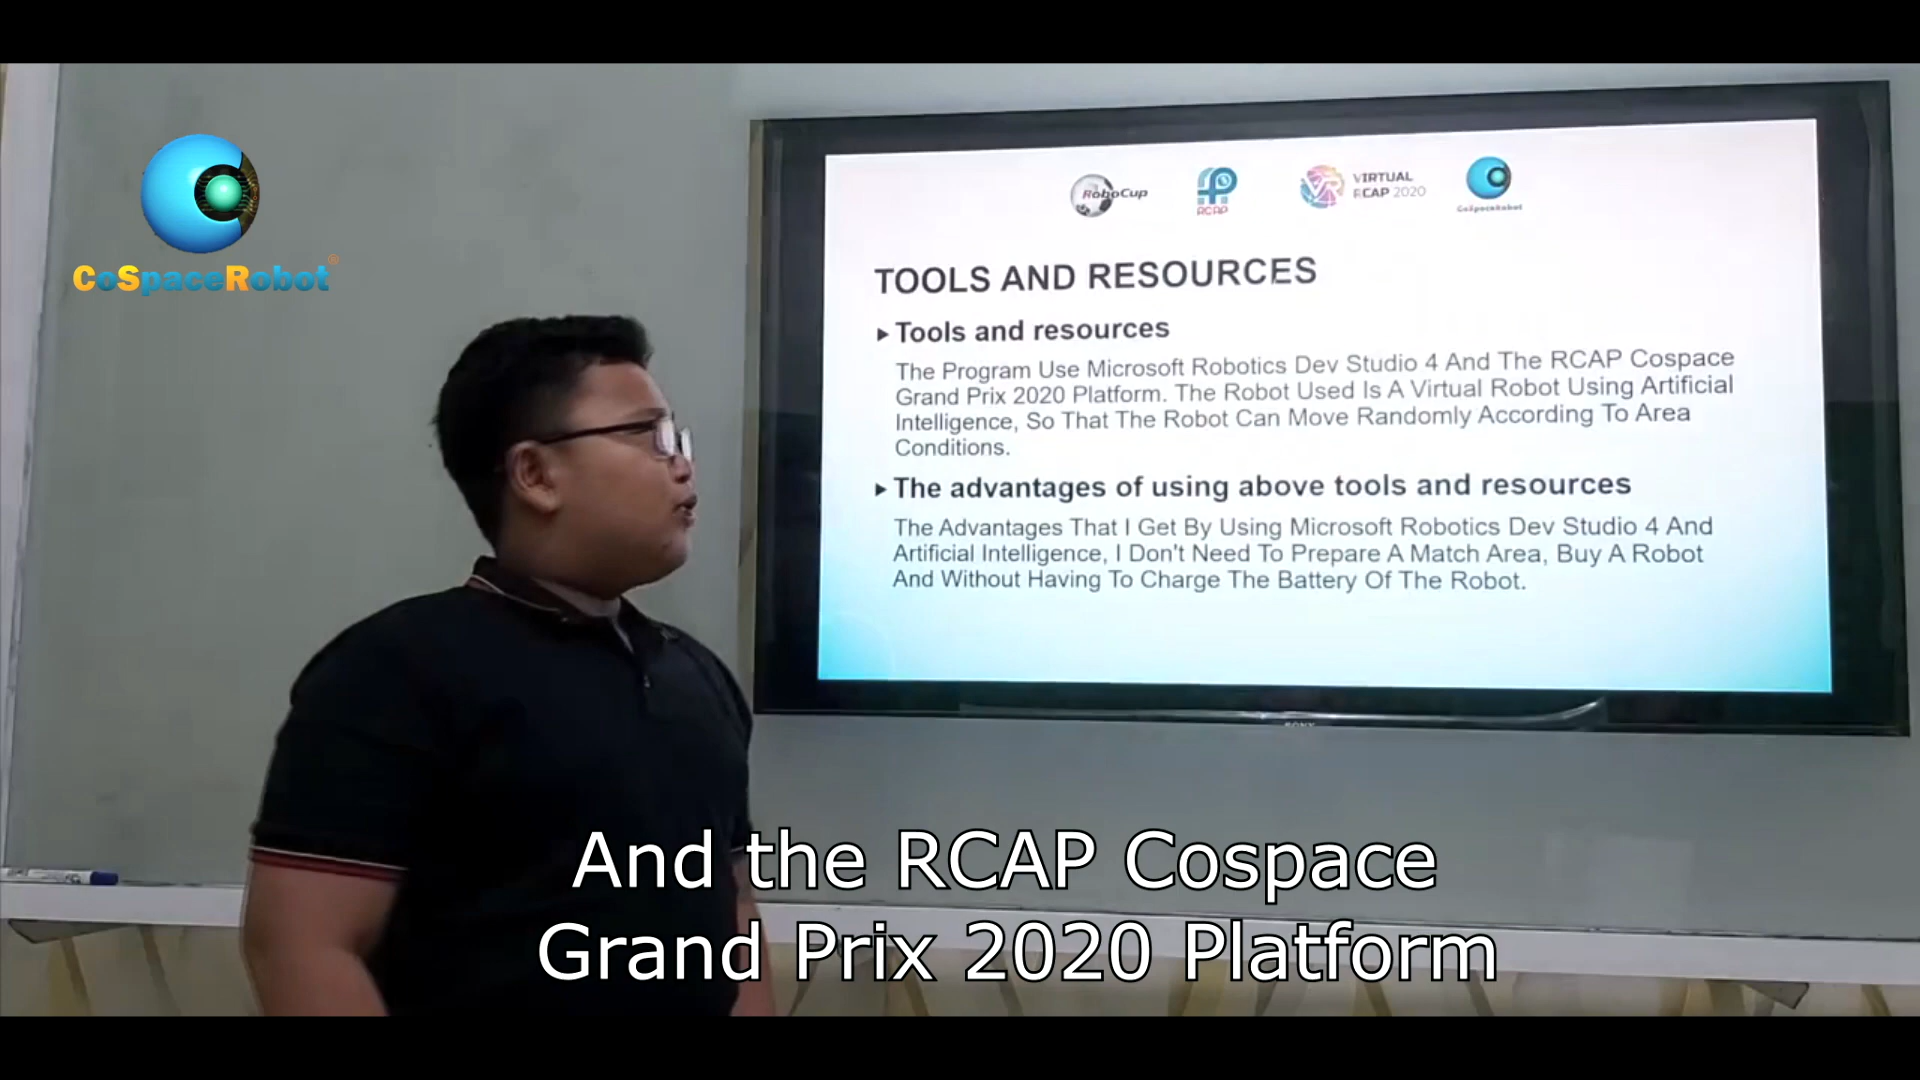 CoSpaceRobot®
RoboCup
RCAP
VIRTUAL
RCAP 2020
CoSpaceRobot
TOOLS AND RESOURCES
Tools and resources
The Program Use Microsoft Robotics Dev Studio 4 And The RCAP Cospace
Grand Prix 2020 Platform. The Robot Used Is A Virtual Robot Using Artificial
Intelligence, So That The Robot Can Move Randomly According To Area
Conditions.
The advantages of using above tools and resources
The Advantages That I Get By Using Microsoft Robotics Dev Studio 4 And
Artificial Intelligence, I Don't Need To Prepare A Match Area, Buy A Robot
And Without Having To Charge The Battery Of The Robot.
SONY
And the RCAP Cospace
Grand Prix 2020 Platform